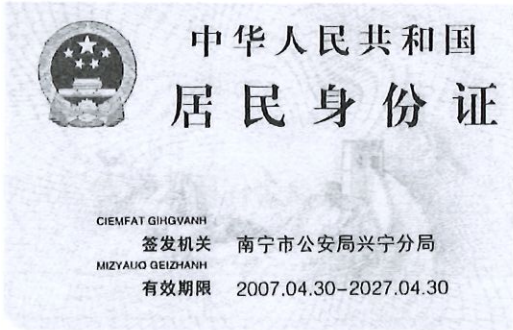 中华人民共和国
居民身份证
CIEMFAT GIHGVANH
签发机关 南宁市公安局兴宁分局
MIZYAUO GEIZHANH
有效期限 2007.04.30-2027.04.30